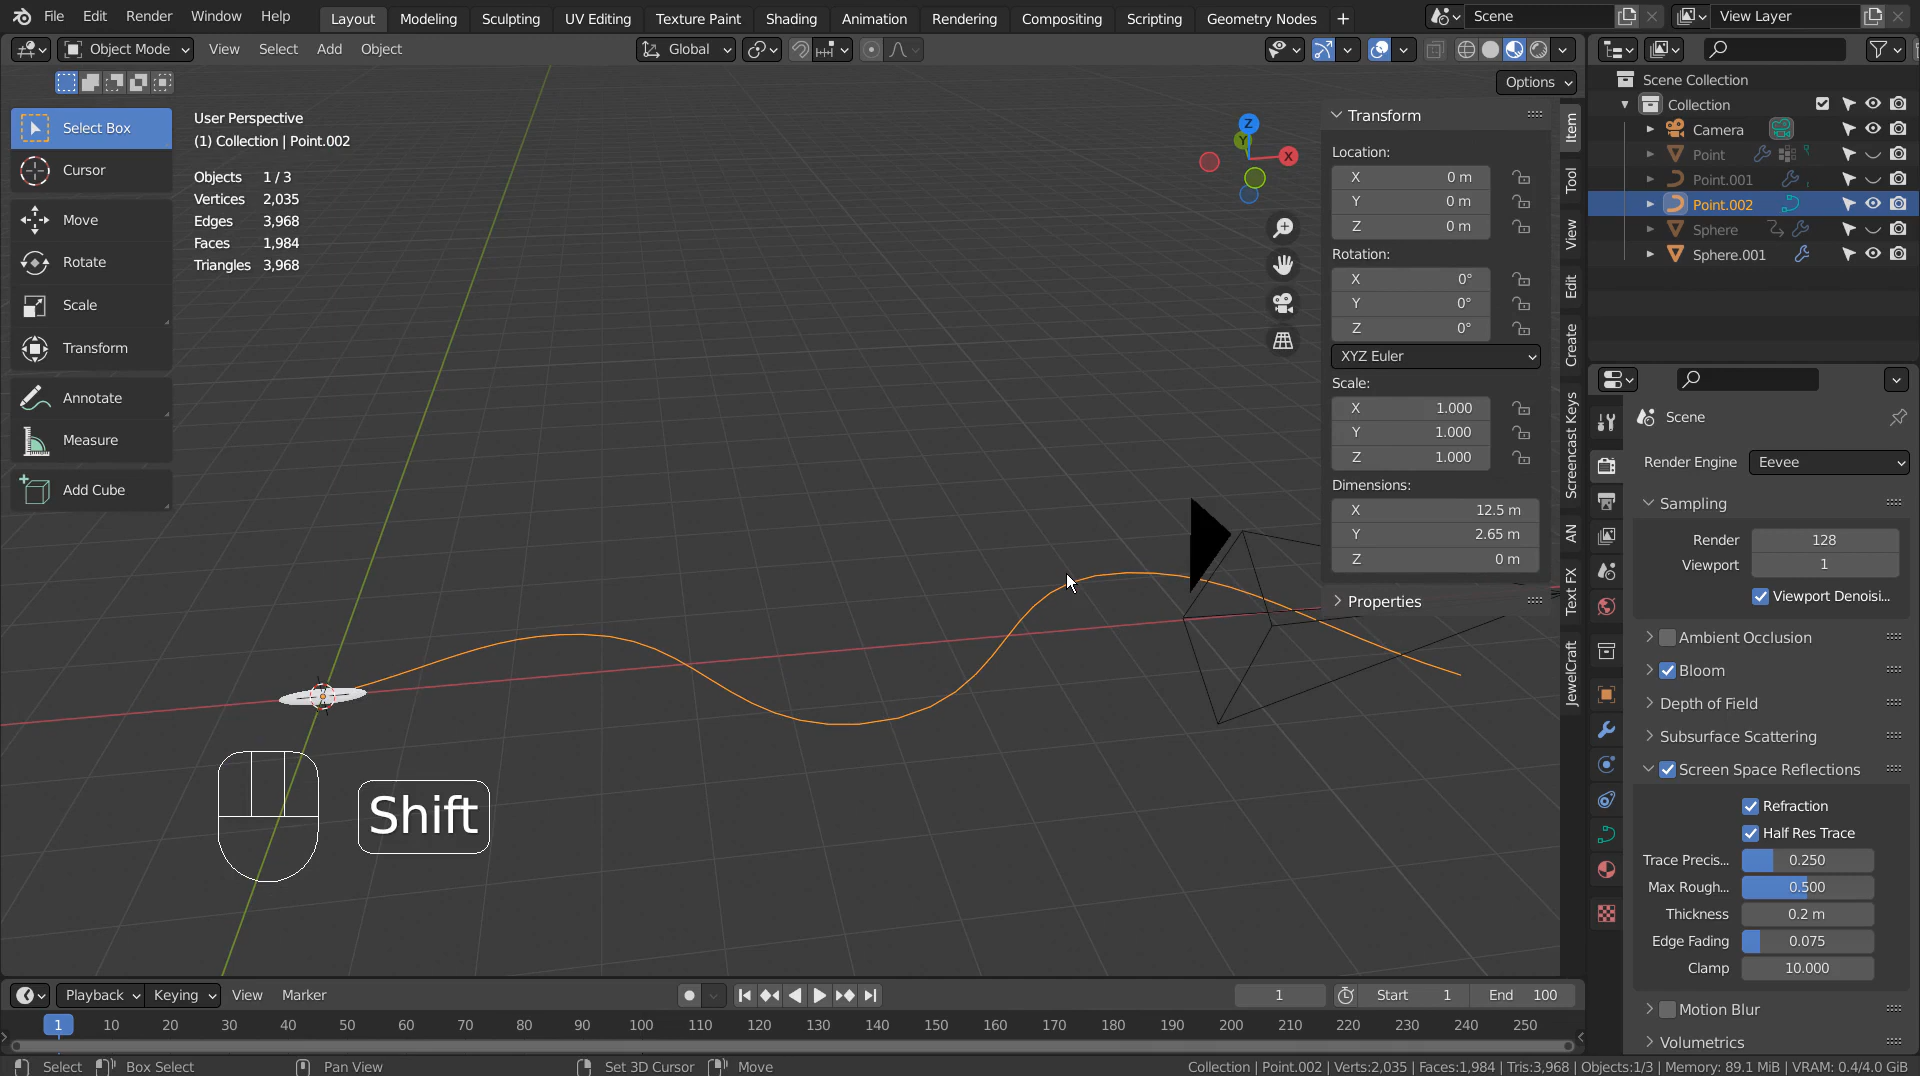 File Edit Render Window Help Layout Modeling Sculpting UV Editing Texture Paint Shading Animation Rendering Compositing Scripting Geometry Nodes + Scene View Layer
Object Mode View Select Add Object Global
Options
Select Box
Cursor
Move
Rotate
Scale
Transform
Annotate
Measure
Add Cube
User Perspective
(1) Collection | Point.002
Objects 1 / 3
Vertices 2,035
Edges 3,968
Faces 1,984
Triangles 3,968
Z
Y
X
Transform
Location:
X 0 m
Y 0 m
Z 0 m
Rotation:
X 0°
Y 0°
Z 0°
XYZ Euler
Scale:
X 1.000
Y 1.000
Z 1.000
Dimensions:
X 12.5 m
Y 2.65 m
Z 0 m
Properties
Item
Tool
View
Edit
Create
Screencast Keys
AN
Text FX
JewelCraft
Scene Collection
Collection
Camera
Point
Point.001
Point.002
Sphere
Sphere.001
Scene
Render Engine Eevee
Sampling
Render 128
Viewport 1
Viewport Denoisi...
Ambient Occlusion
Bloom
Depth of Field
Subsurface Scattering
Screen Space Reflections
Refraction
Half Res Trace
Trace Precis... 0.250
Max Rough... 0.500
Thickness 0.2 m
Edge Fading 0.075
Clamp 10.000
Motion Blur
Volumetrics
Shift
Playback Keying View Marker 1 Start 1 End 100
1 10 20 30 40 50 60 70 80 90 100 110 120 130 140 150 160 170 180 190 200 210 220 230 240 250
Select Box Select Pan View Set 3D Cursor Move Collection | Point.002 | Verts:2,035 | Faces:1,984 | Tris:3,968 | Objects:1/3 | Memory: 89.1 MiB | VRAM: 0.4/4.0 GiB